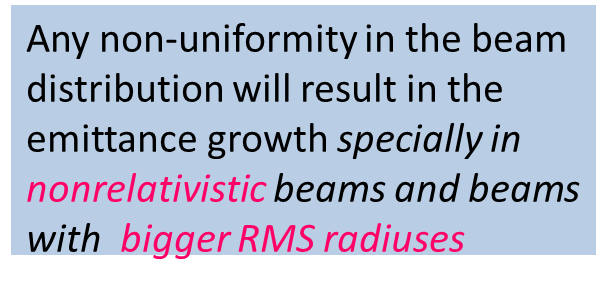 Any non-uniformity in the beam
distribution will result in the
emittance growth specially in
nonrelativistic beams and beams
with bigger RMS radiuses